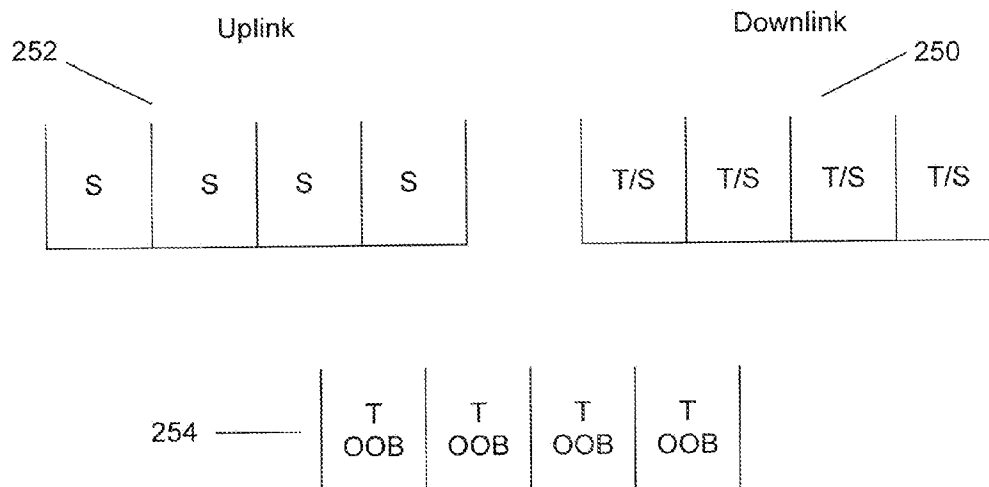 Uplink
Downlink
252
250
S S S S
T/S T/S T/S T/S
254
T T T T
OOB OOB OOB OOB